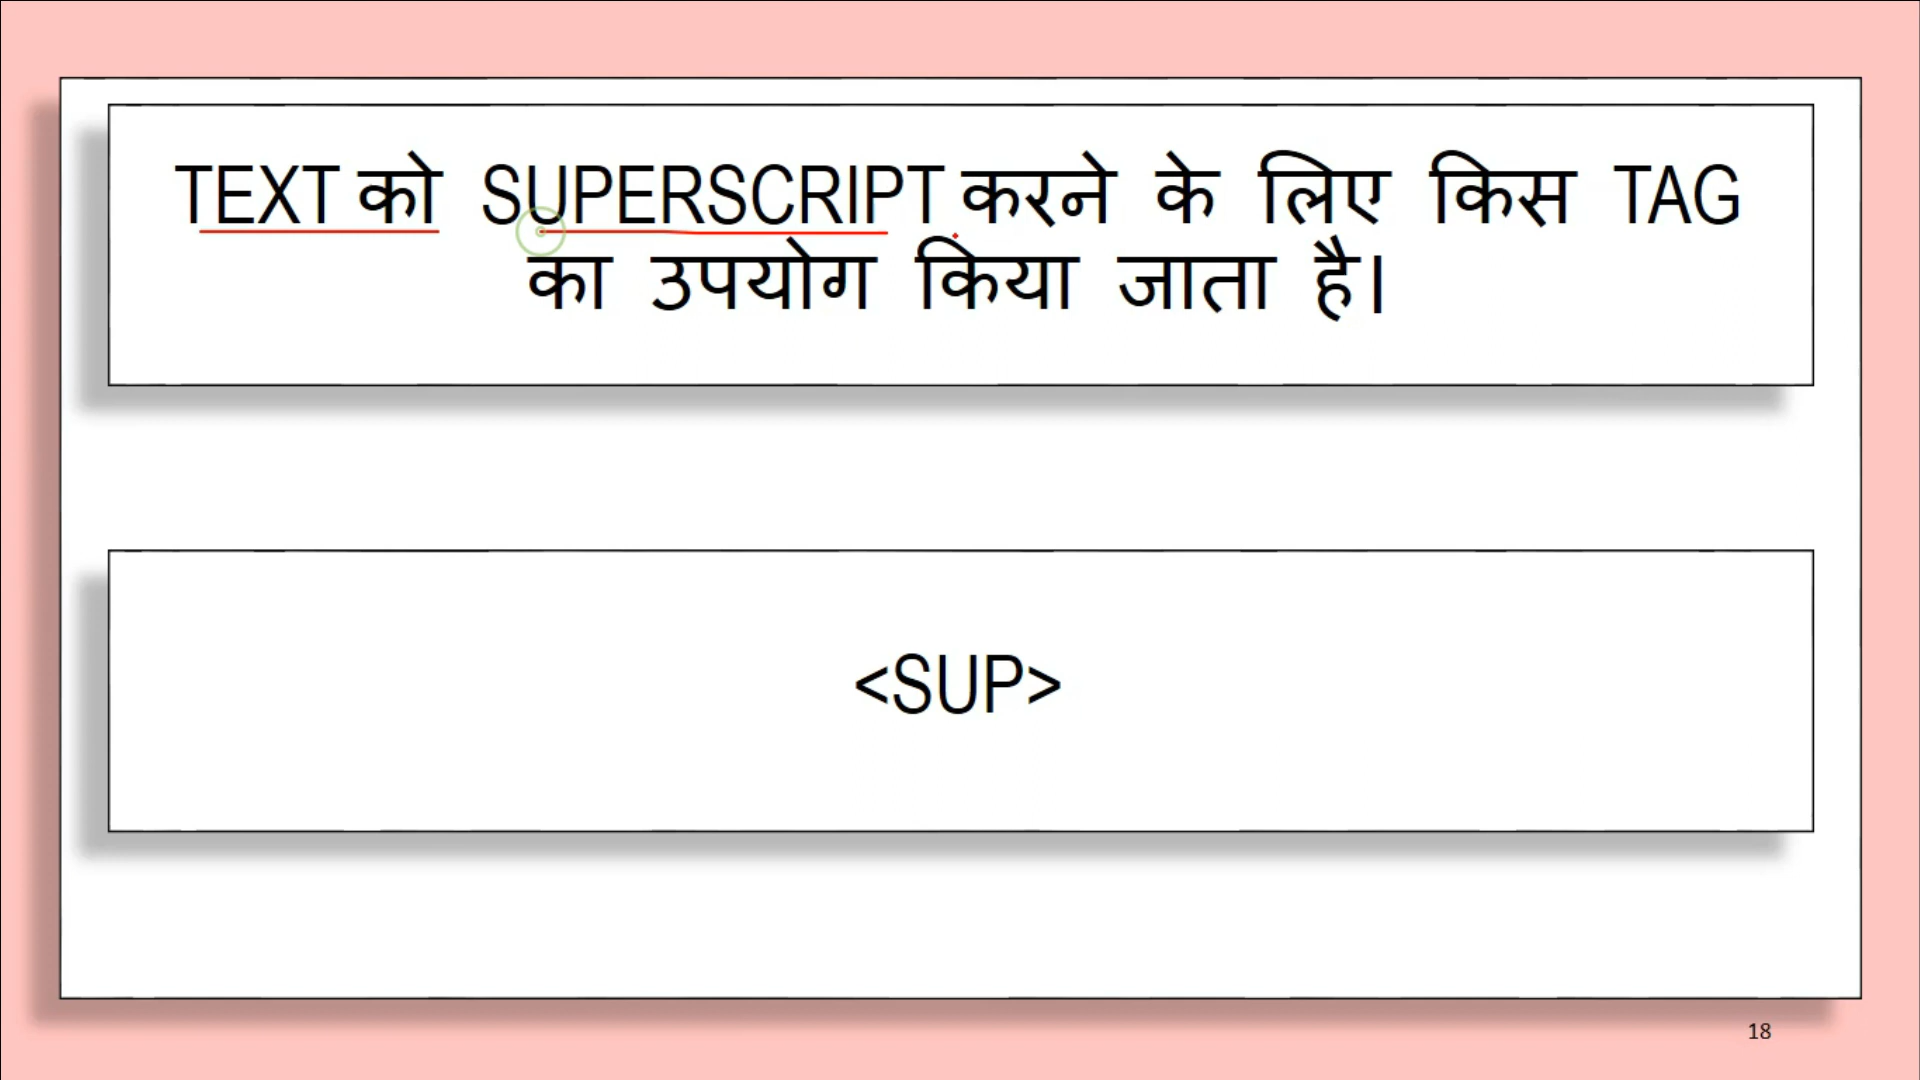 TEXT को SUPERSCRIPT करने के लिए किस TAG
का उपयोग किया जाता है।
<SUP>
18